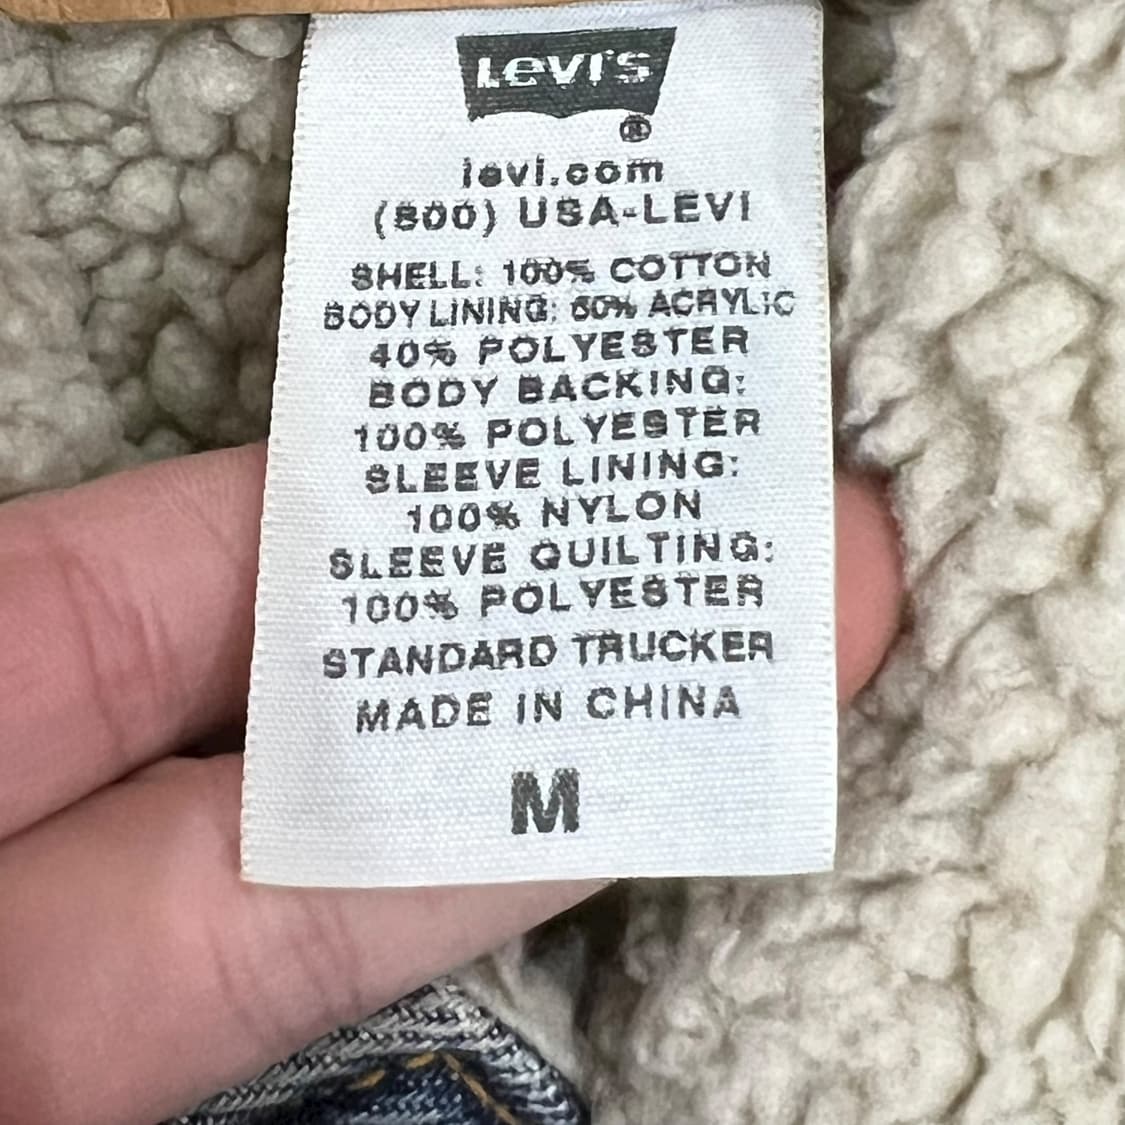 Levi's
®
levi.com
(800) USA-LEVI
SHELL: 100% COTTON
BODY LINING: 60% ACRYLIC
40% POLYESTER
BODY BACKING:
100% POLYESTER
SLEEVE LINING:
100% NYLON
SLEEVE QUILTING:
100% POLYESTER
STANDARD TRUCKER
MADE IN CHINA
M